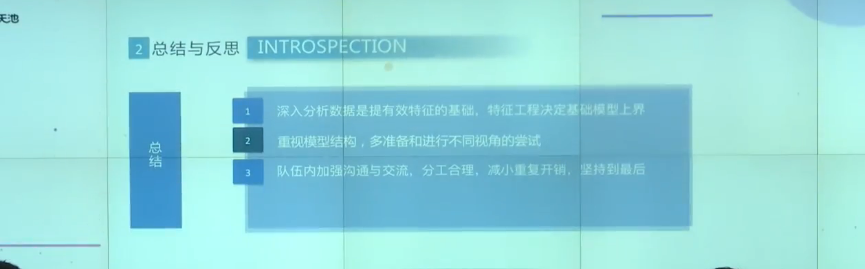 天池
2 总结与反思 INTROSPECTION
总结
1 深入分析数据是提有效特征的基础，特征工程决定基础模型上界
2 重视模型结构，多准备和进行不同视角的尝试
3 队伍内加强沟通与交流，分工合理，减小重复开销，坚持到最后